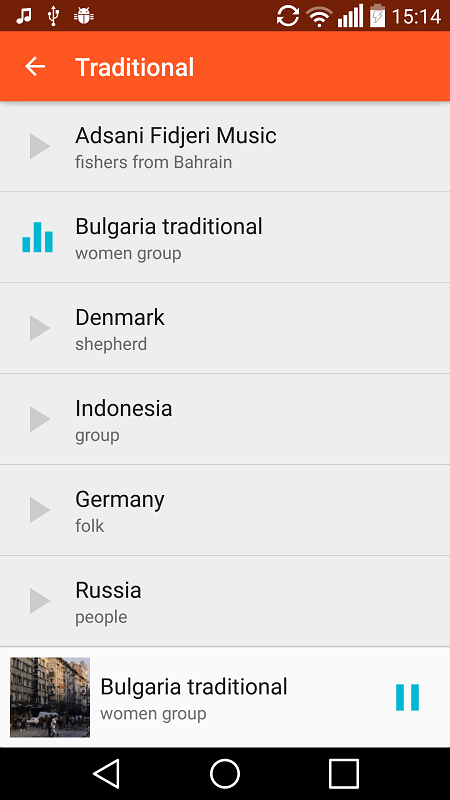 15:14
Traditional
Adsani Fidjeri Music
fishers from Bahrain
Bulgaria traditional
women group
Denmark
shepherd
Indonesia
group
Germany
folk
Russia
people
Bulgaria traditional
women group